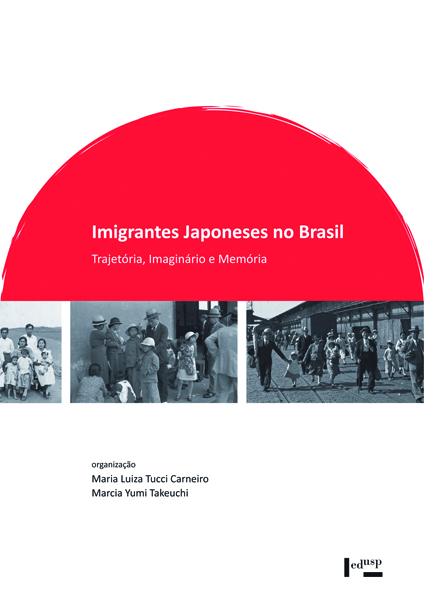 Imigrantes Japoneses no Brasil
Trajetória, Imaginário e Memória
organização
Maria Luiza Tucci Carneiro
Marcia Yumi Takeuchi
edusp